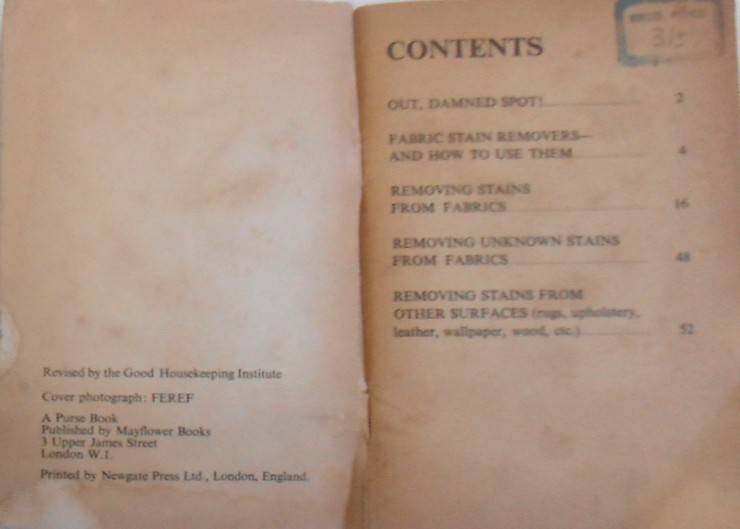 Revised by the Good Housekeeping Institute
Cover photograph: FEREF
A Purse Book
Published by Mayflower Books
3 Upper James Street
London W.1.
Printed by Newgate Press Ltd., London, England.
CONTENTS
OUT, DAMNED SPOT! 2
FABRIC STAIN REMOVERS—
AND HOW TO USE THEM 4
REMOVING STAINS
FROM FABRICS 16
REMOVING UNKNOWN STAINS
FROM FABRICS 48
REMOVING STAINS FROM
OTHER SURFACES (rugs, upholstery,
leather, wallpaper, wood, etc.) 52